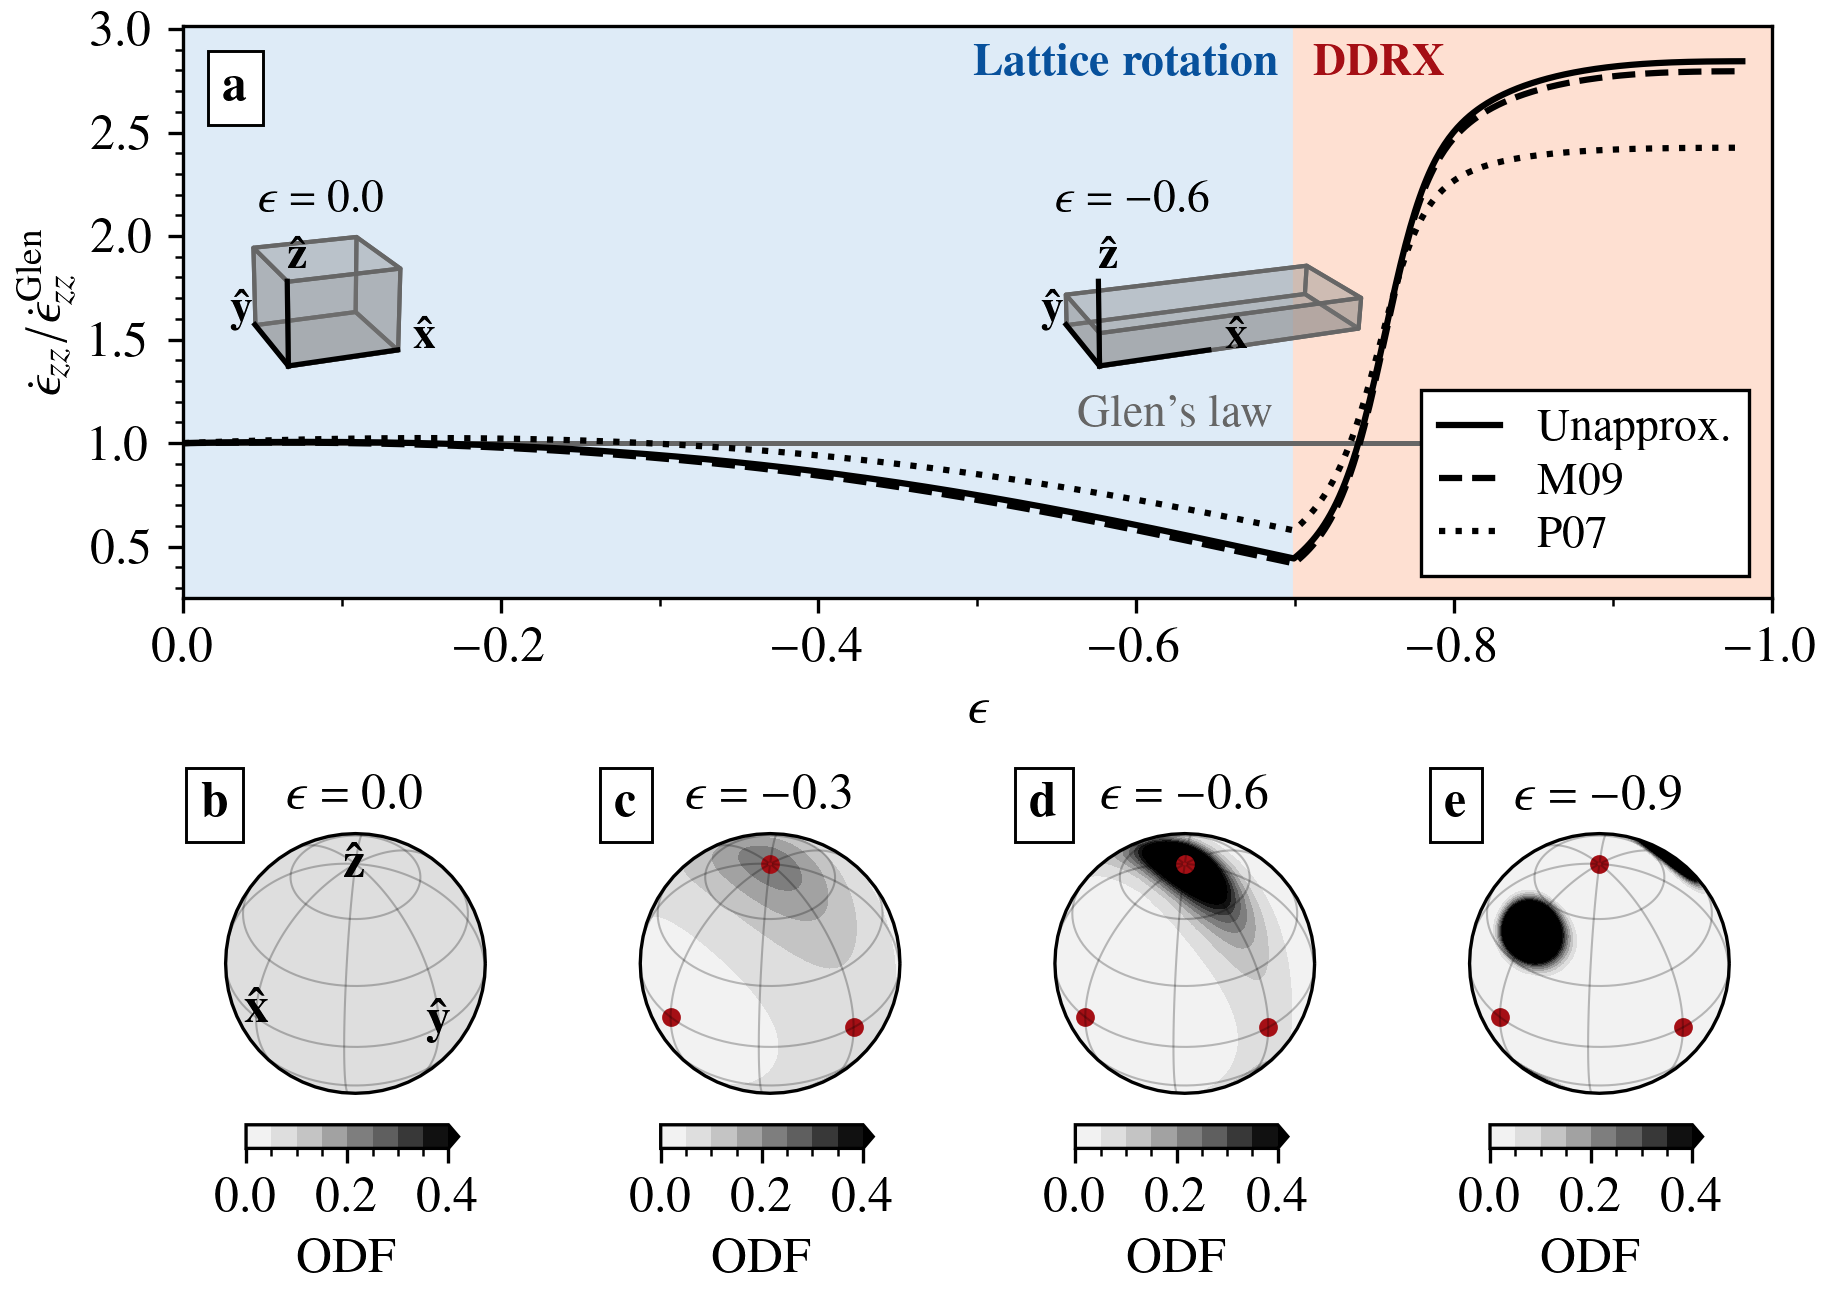 a
Lattice rotation
DDRX
3.0
2.5
2.0
1.5
1.0
0.5
ϵ̇zz/ϵ̇zzGlen
ϵ = 0.0
ẑ
ŷ
x̂
ϵ = −0.6
ẑ
ŷ
x̂
Glen's law
Unapprox.
M09
P07
0.0 −0.2 −0.4 −0.6 −0.8 −1.0
ϵ
b
ϵ = 0.0
ẑ
x̂
ŷ
0.0 0.2 0.4
ODF
c
ϵ = −0.3
0.0 0.2 0.4
ODF
d
ϵ = −0.6
0.0 0.2 0.4
ODF
e
ϵ = −0.9
0.0 0.2 0.4
ODF